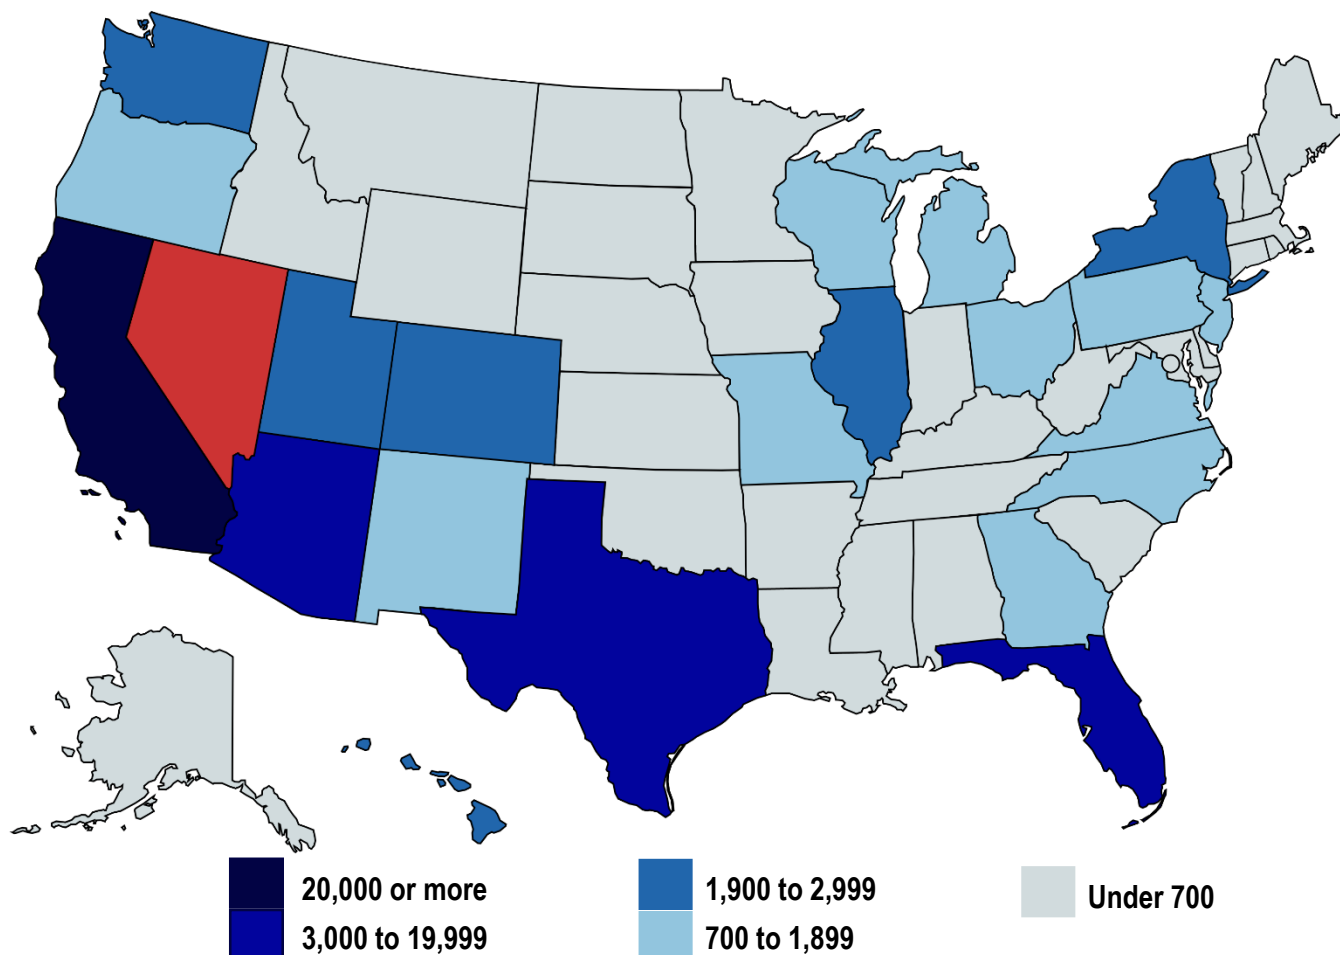 20,000 or more
3,000 to 19,999
1,900 to 2,999
700 to 1,899
Under 700